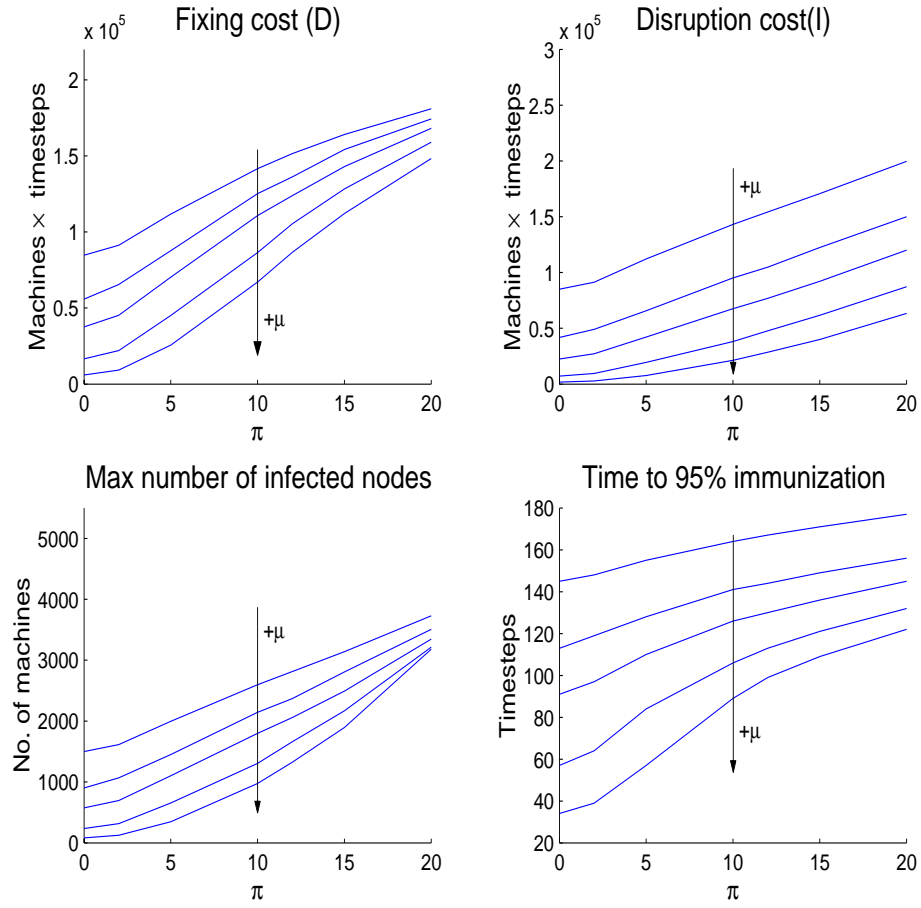 Fixing cost (D)
x 10^5
Machines × timesteps
2
1.5
1
0.5
0
+μ
0 5 10 15 20
π
Disruption cost(I)
x 10^5
Machines × timesteps
3
2.5
2
1.5
1
0.5
0
+μ
0 5 10 15 20
π
Max number of infected nodes
No. of machines
5000
4000
3000
2000
1000
0
+μ
0 5 10 15 20
π
Time to 95% immunization
Timesteps
180
160
140
120
100
80
60
40
20
+μ
0 5 10 15 20
π